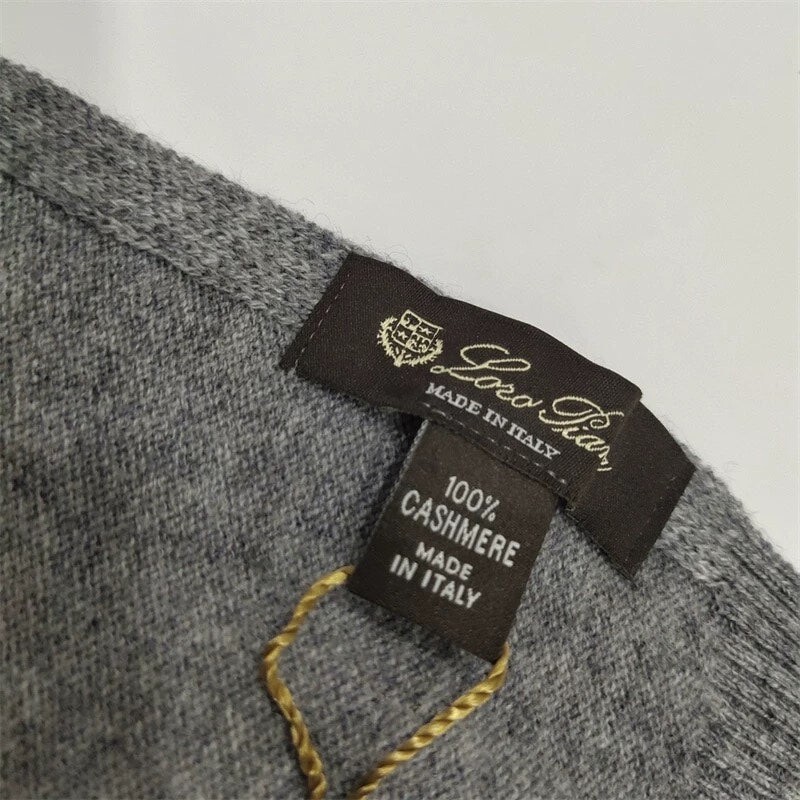 Loro Pian
MADE IN ITALY
100%
CASHMERE
MADE
IN ITALY